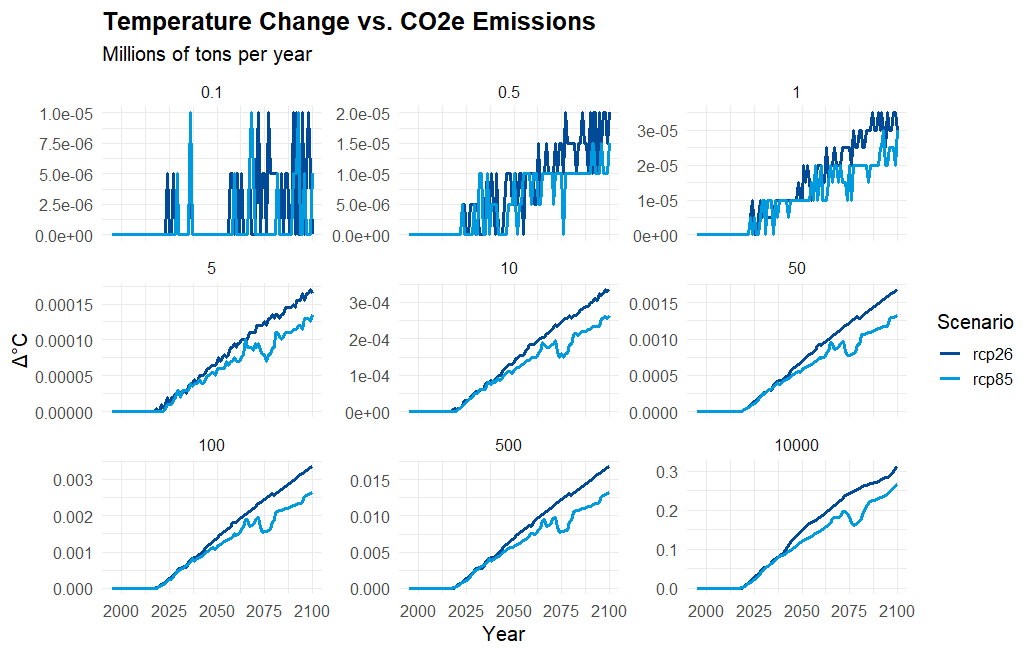 Temperature Change vs. CO2e Emissions
Millions of tons per year
0.1
0.5
1
1.0e-05
7.5e-06
5.0e-06
2.5e-06
0.0e+00
2.0e-05
1.5e-05
1.0e-05
5.0e-06
0.0e+00
3e-05
2e-05
1e-05
0e+00
5
10
50
0.00015
0.00010
0.00005
0.00000
3e-04
2e-04
1e-04
0e+00
0.0015
0.0010
0.0005
0.0000
100
500
10000
0.003
0.002
0.001
0.000
0.015
0.010
0.005
0.000
0.3
0.2
0.1
0.0
2000 2025 2050 2075 2100
2000 2025 2050 2075 2100
2000 2025 2050 2075 2100
Year
Δ°C
Scenario
rcp26
rcp85